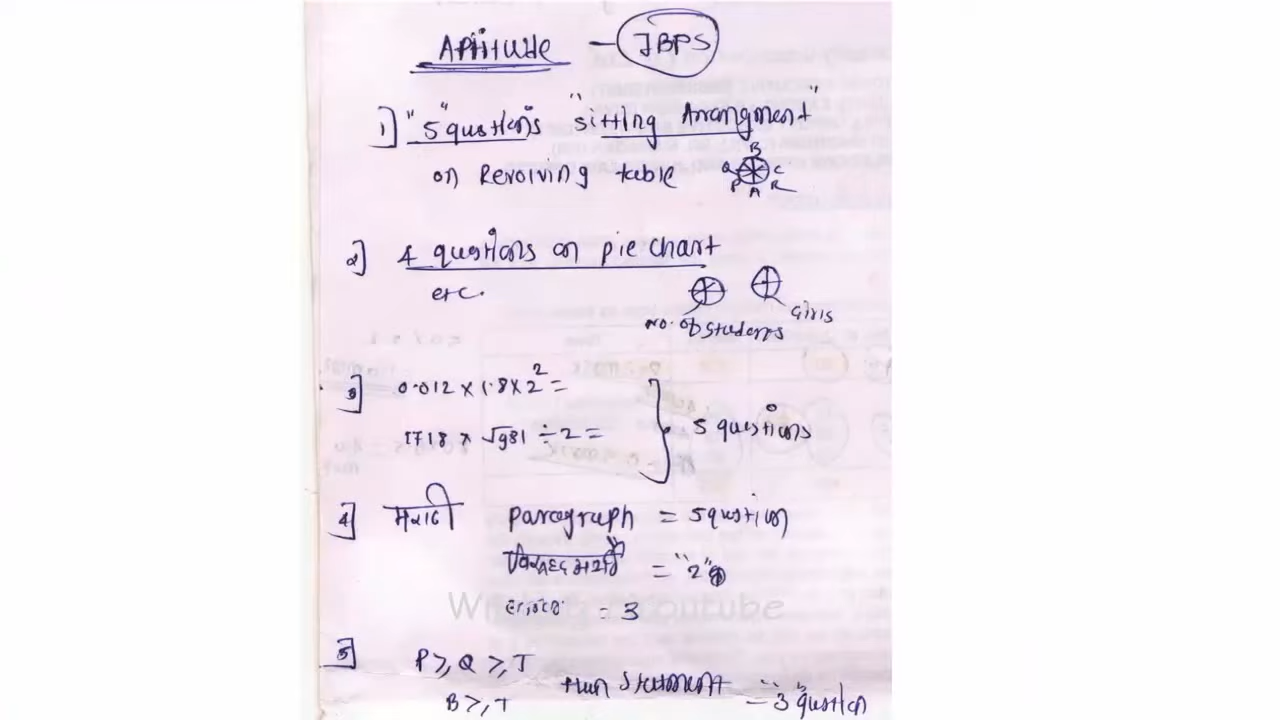 Aptitude - IBPS
1] "5" questions "sitting Arrangment"
on Revolving table
B
Q C
P A R
2] 4 questions on pie chart
etc.
No. of students
Girls
3] 0.012 x 1.8 x 2² =
1718 x √981 ÷ 2 =
5 questions
4] मराठी paragraph = 5 qustion
= "2" Q
= 3
5] P ≥ Q ≥ T
B ≥ T
then statement = "3" question